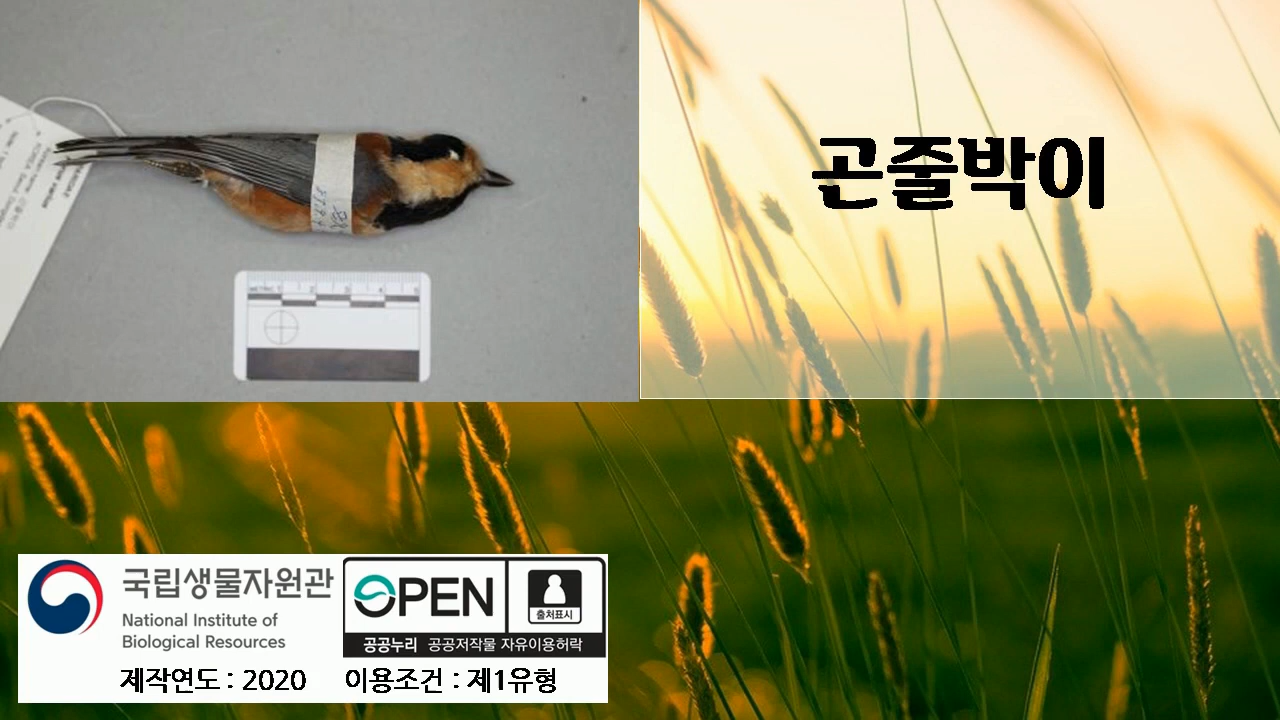 곤줄박이
국립생물자원관
National Institute of
Biological Resources
OPEN
출처표시
공공누리 공공저작물 자유이용허락
제작연도 : 2020 이용조건 : 제1유형